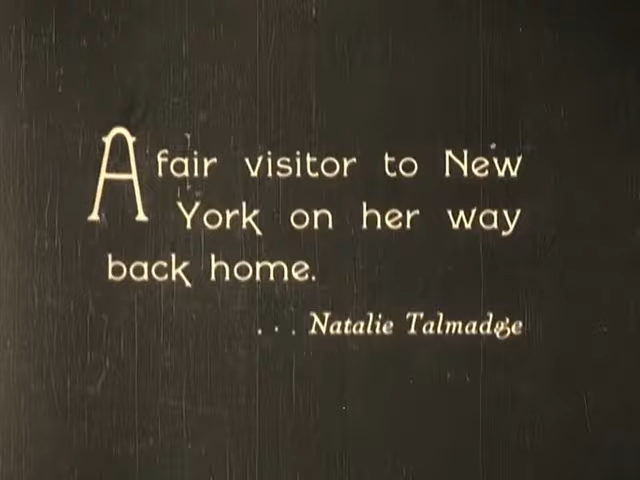 A fair visitor to New
York on her way
back home.
... Natalie Talmadge